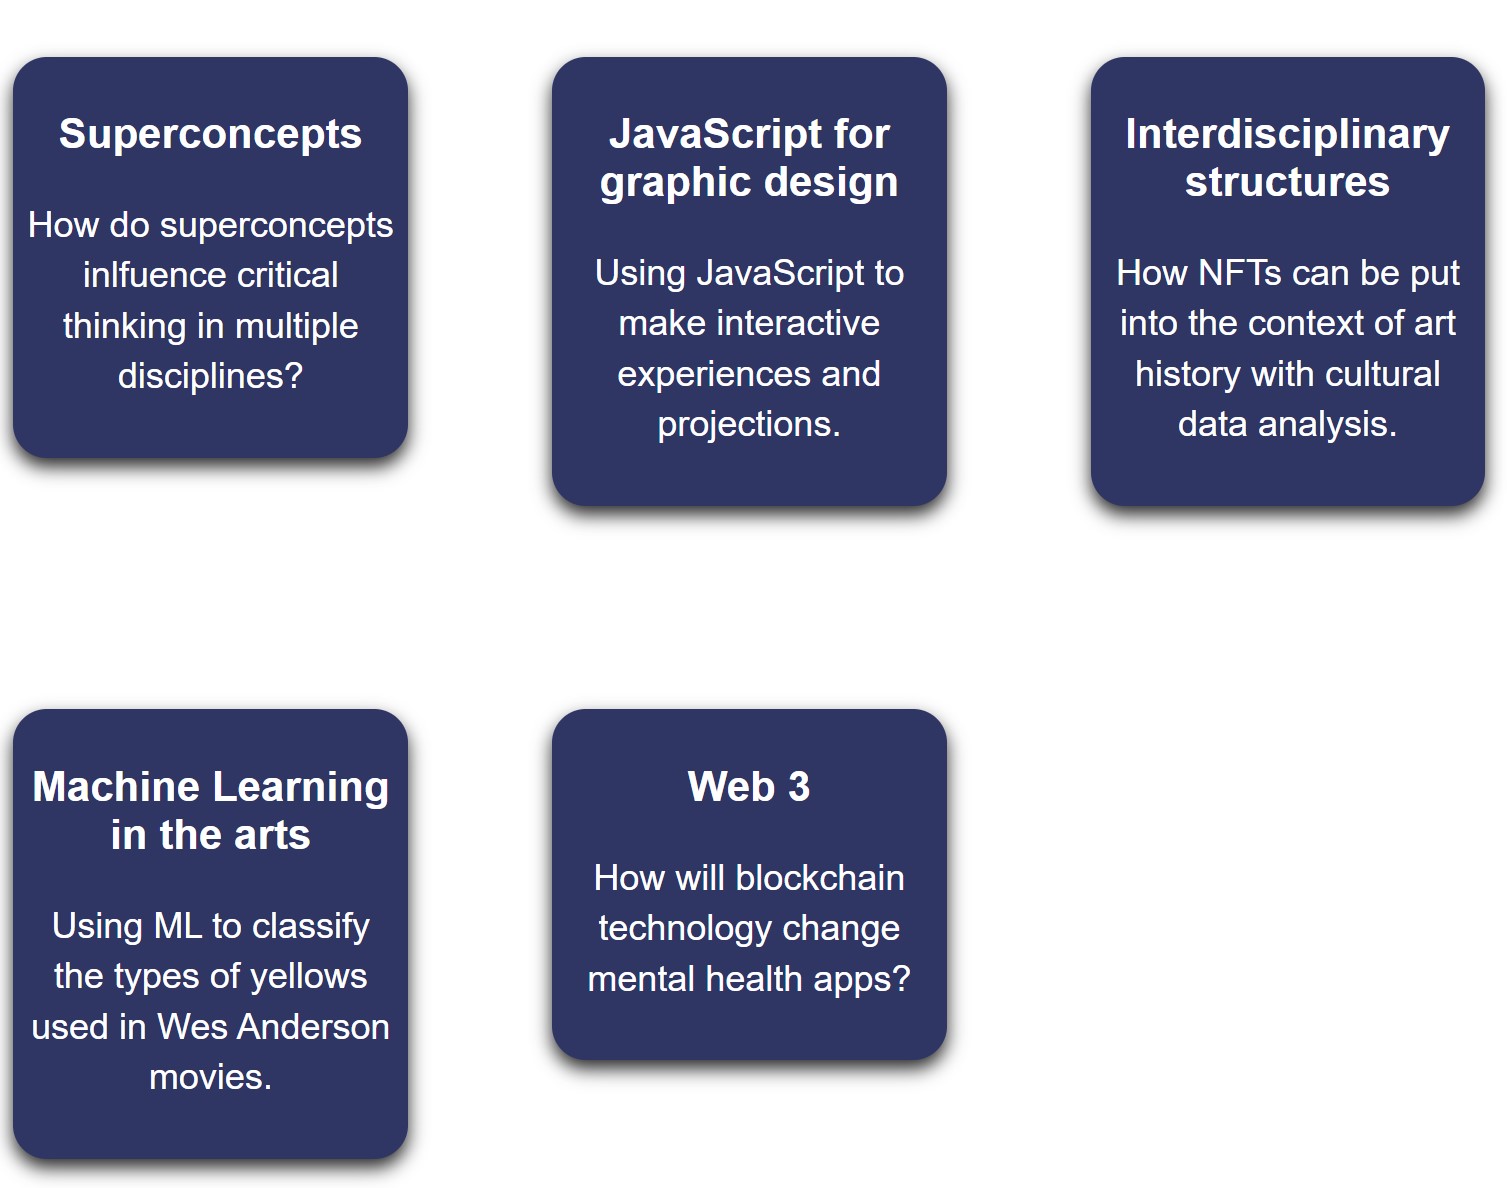 Superconcepts
How do superconcepts
inlfuence critical
thinking in multiple
disciplines?
JavaScript for
graphic design
Using JavaScript to
make interactive
experiences and
projections.
Interdisciplinary
structures
How NFTs can be put
into the context of art
history with cultural
data analysis.
Machine Learning
in the arts
Using ML to classify
the types of yellows
used in Wes Anderson
movies.
Web 3
How will blockchain
technology change
mental health apps?